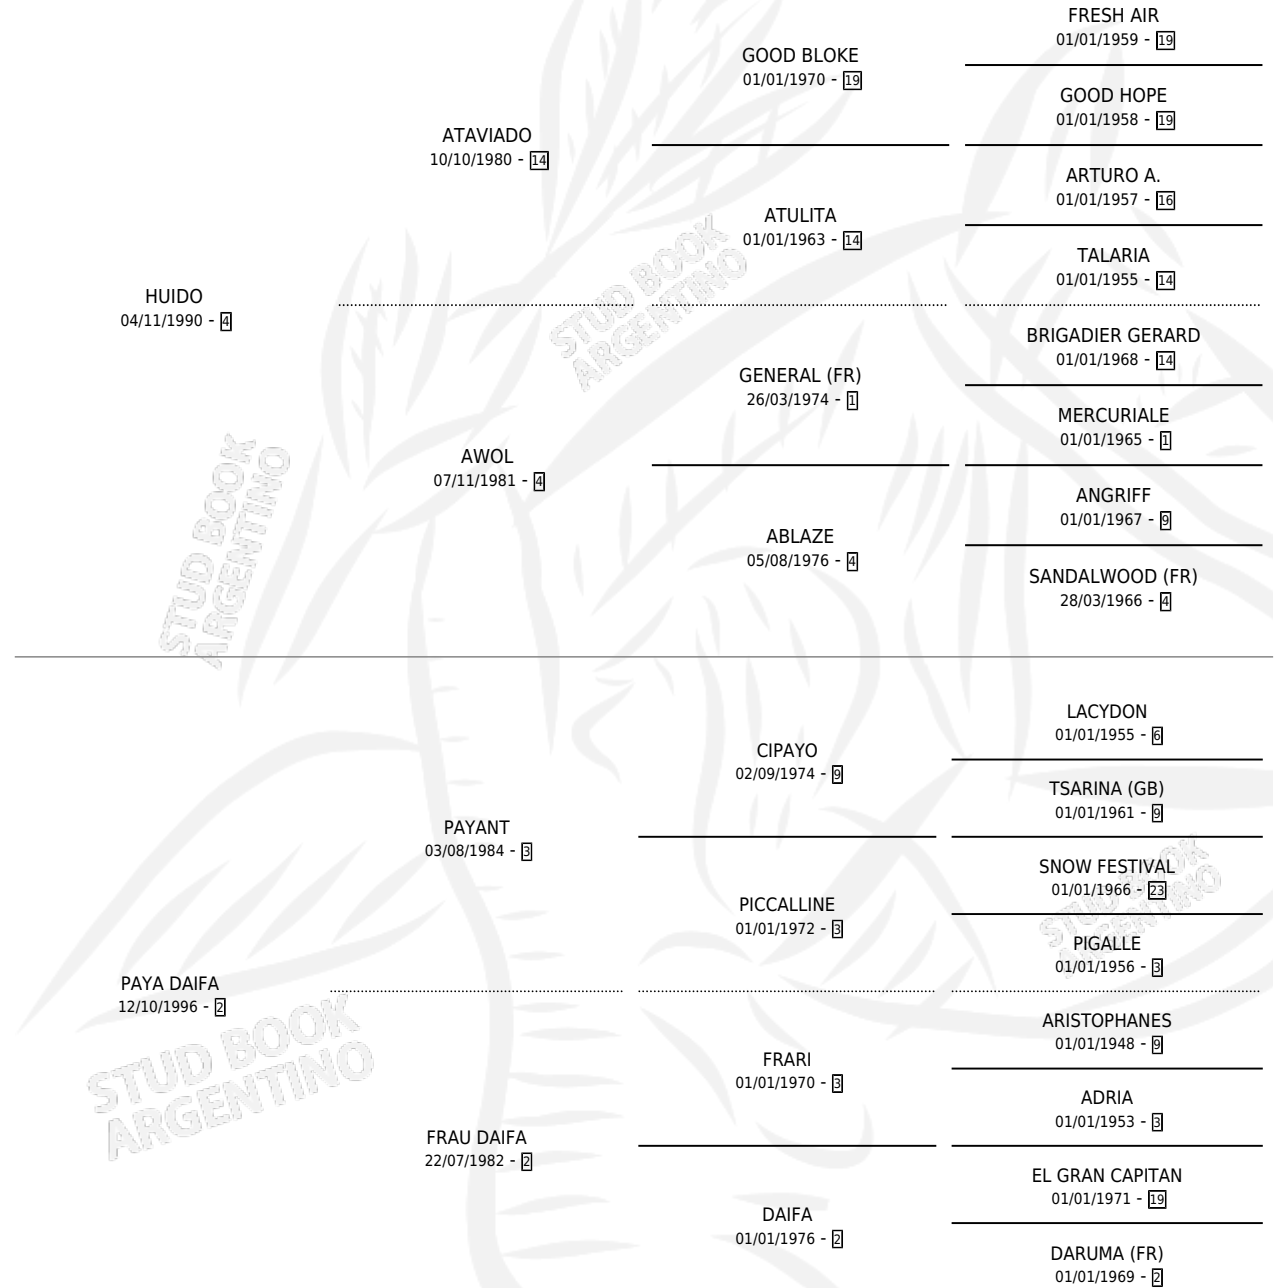 FRESH AIR
01/01/1959 - 19
GOOD BLOKE
01/01/1970 - 19
GOOD HOPE
01/01/1958 - 19
ATAVIADO
10/10/1980 - 14
ARTURO A.
01/01/1957 - 16
ATULITA
01/01/1963 - 14
TALARIA
01/01/1955 - 14
HUIDO
04/11/1990 - 4
BRIGADIER GERARD
01/01/1968 - 14
GENERAL (FR)
26/03/1974 - 1
MERCURIALE
01/01/1965 - 1
AWOL
07/11/1981 - 4
ANGRIFF
01/01/1967 - 9
ABLAZE
05/08/1976 - 4
SANDALWOOD (FR)
28/03/1966 - 4
STUD BOOK
ARGENTINO
STUD BOOK
ARGENTINO
LACYDON
01/01/1955 - 6
CIPAYO
02/09/1974 - 9
TSARINA (GB)
01/01/1961 - 9
PAYANT
03/08/1984 - 3
SNOW FESTIVAL
01/01/1966 - 23
PICCALLINE
01/01/1972 - 3
PIGALLE
01/01/1956 - 3
PAYA DAIFA
12/10/1996 - 2
ARISTOPHANES
01/01/1948 - 9
FRARI
01/01/1970 - 3
ADRIA
01/01/1953 - 3
FRAU DAIFA
22/07/1982 - 2
EL GRAN CAPITAN
01/01/1971 - 19
DAIFA
01/01/1976 - 2
DARUMA (FR)
01/01/1969 - 2
STUD BOOK
ARGENTINO
STUD BOOK
ARGENTINO